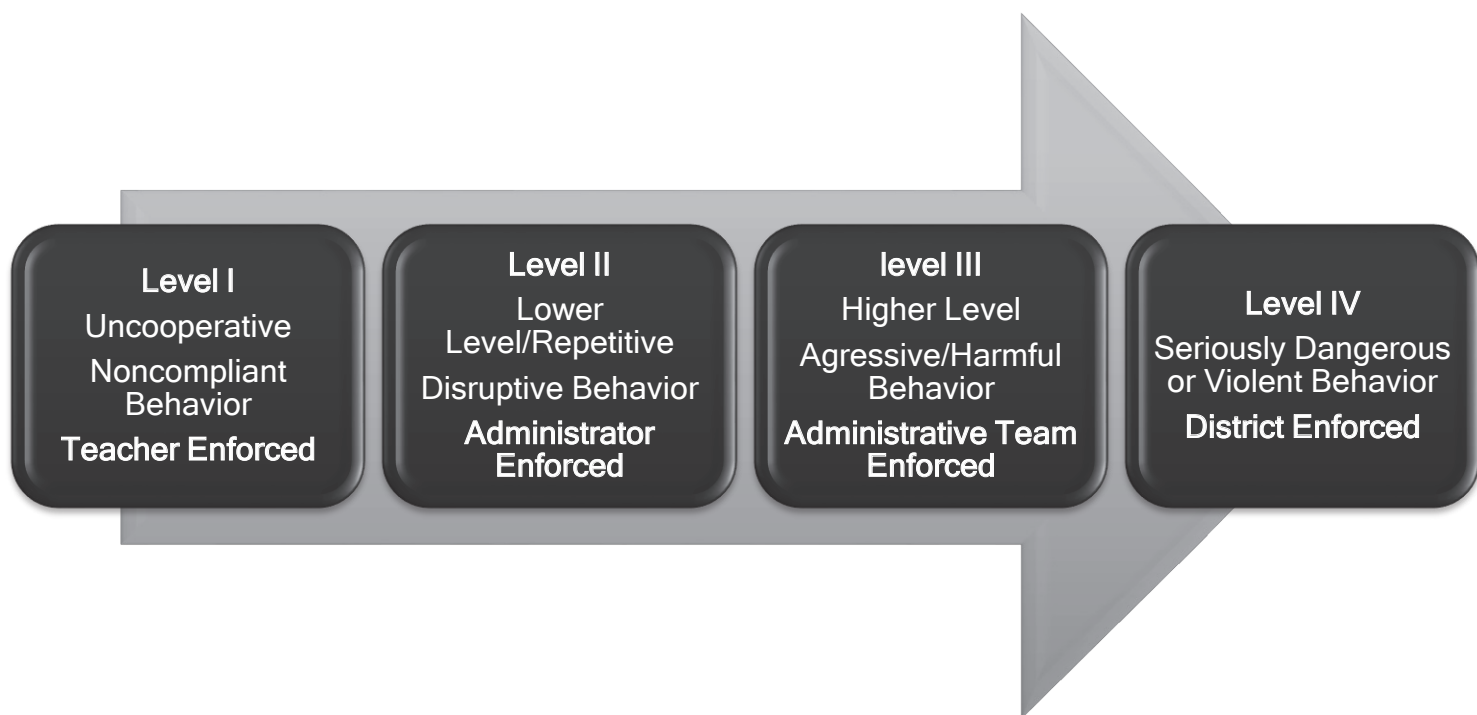 Level I
Uncooperative
Noncompliant
Behavior
Teacher Enforced
Level II
Lower
Level/Repetitive
Disruptive Behavior
Administrator
Enforced
level III
Higher Level
Agressive/Harmful
Behavior
Administrative Team
Enforced
Level IV
Seriously Dangerous
or Violent Behavior
District Enforced